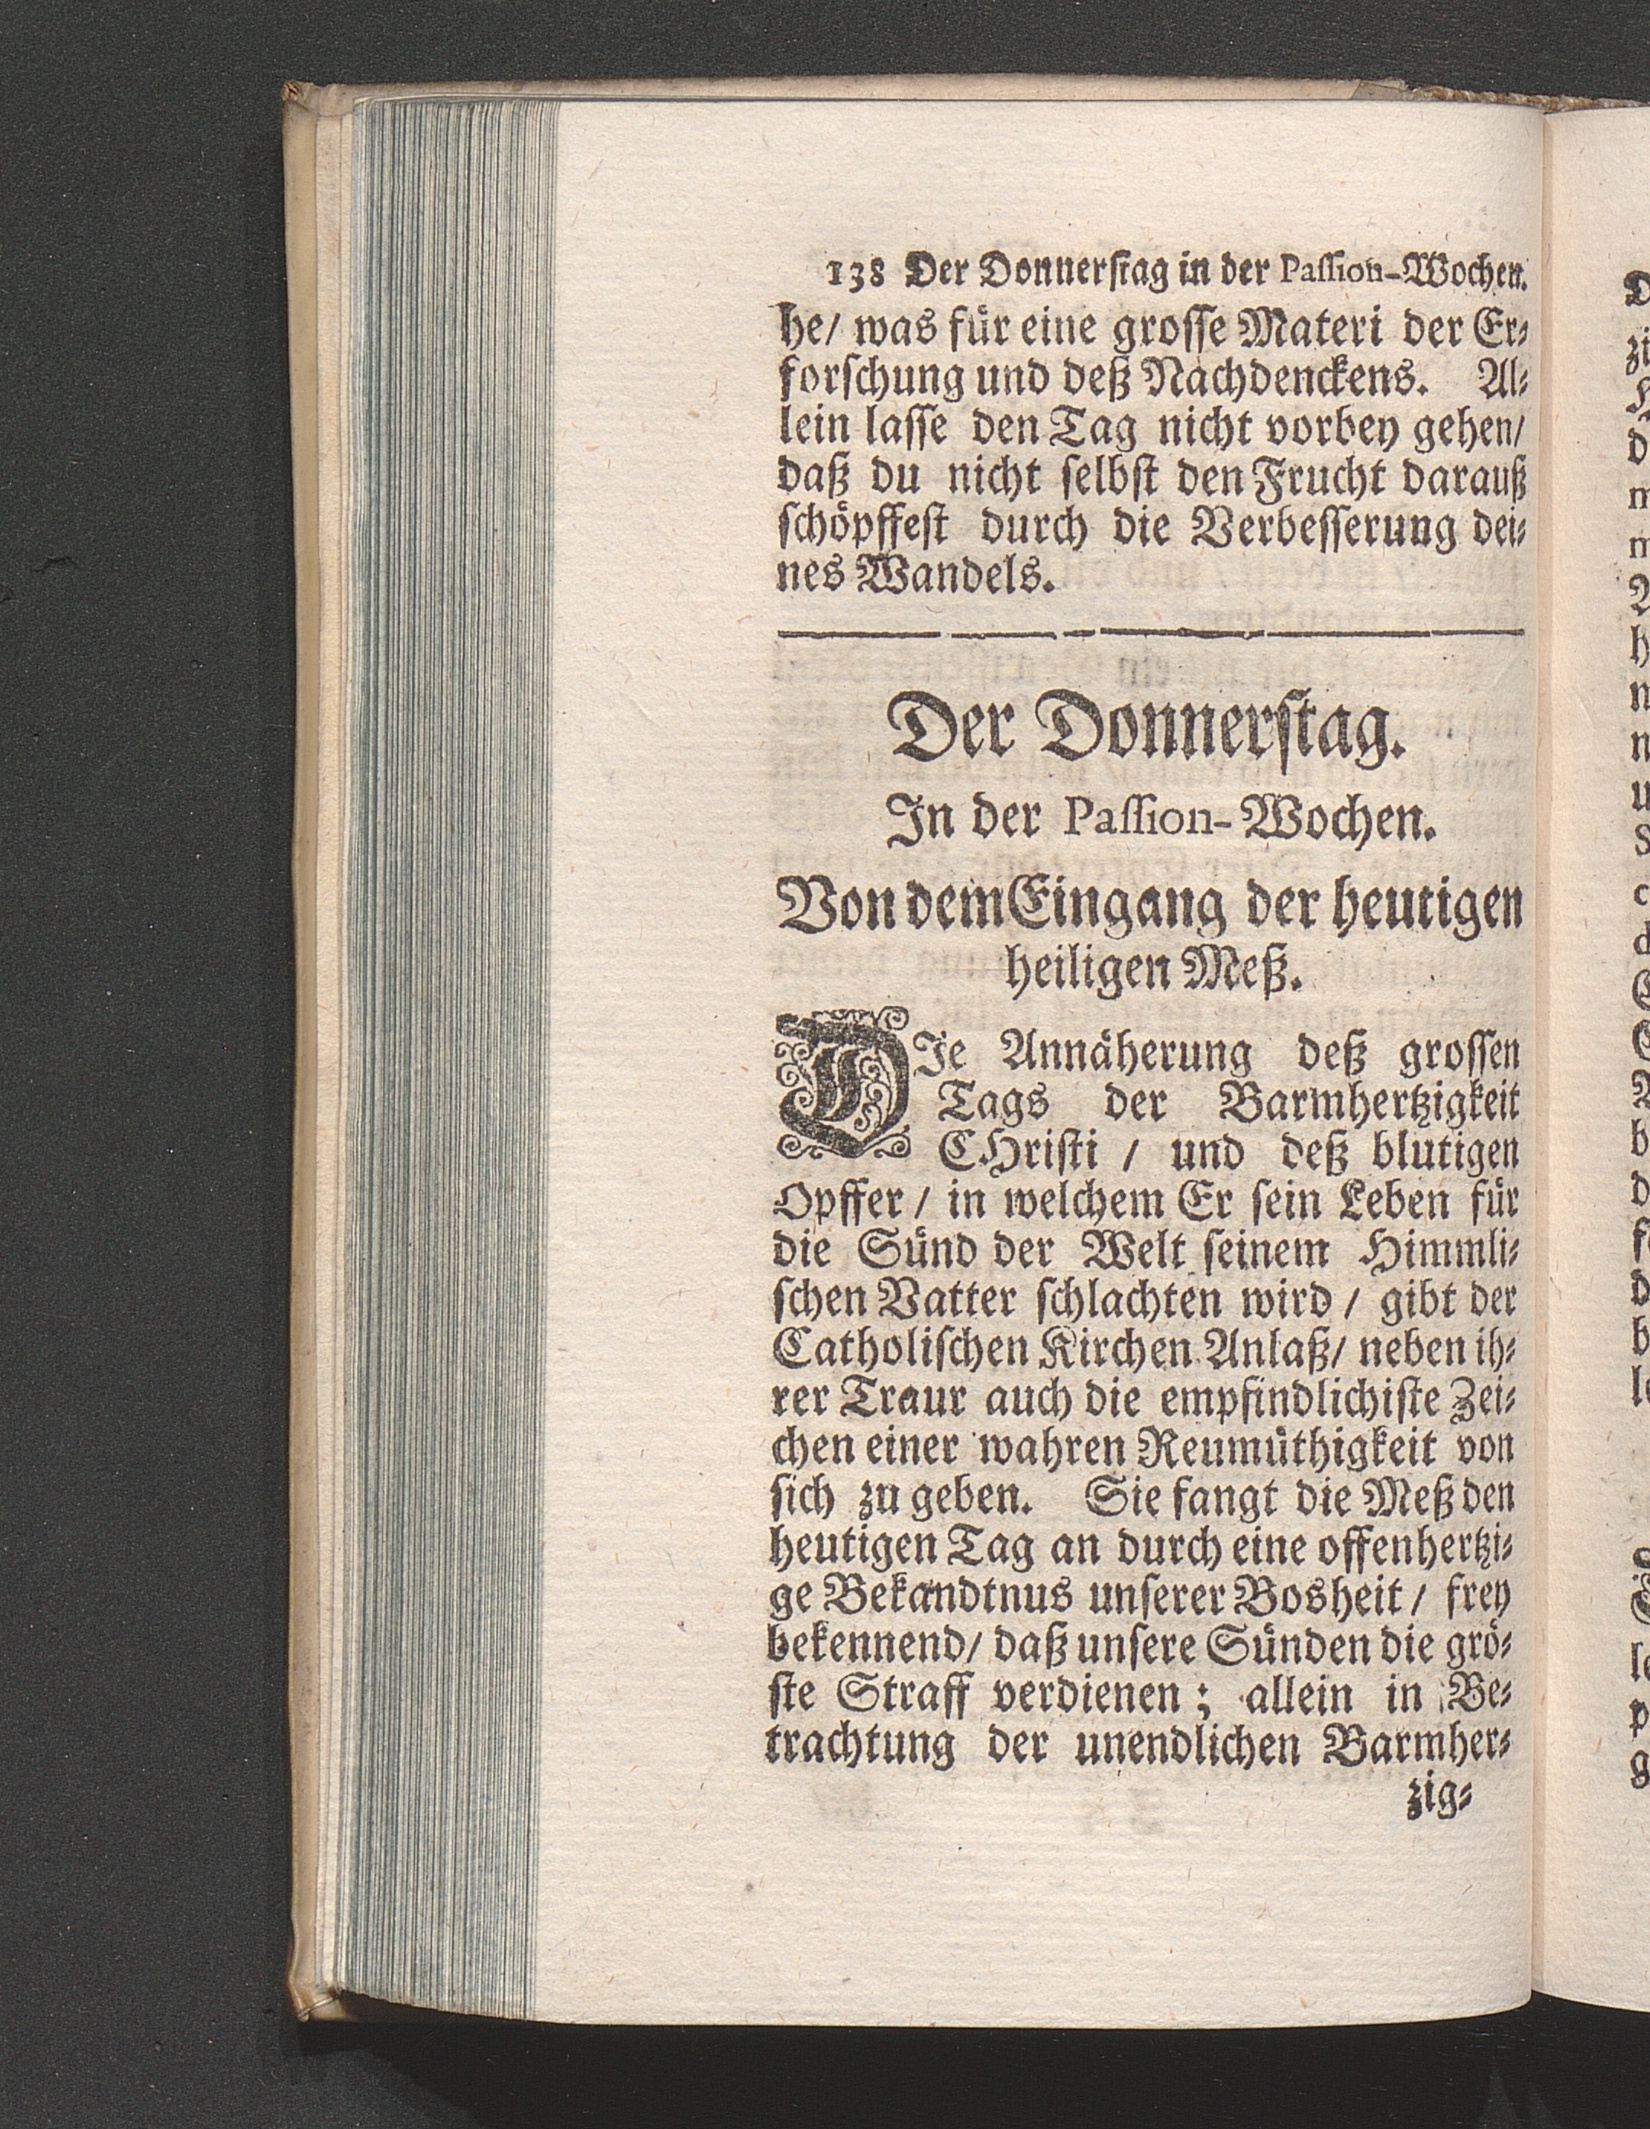 138 Der Donnerstag in der Passion-Wochen.
he/ was für eine grosse Materi der Er-
forschung und deß Nachdenckens. Al-
lein lasse den Tag nicht vorbey gehen/
daß du nicht selbst den Frucht darauß
schöpffest durch die Verbesserung dei-
nes Wandels.
Der Donnerstag.
In der Passion-Wochen.
Von dem Eingang der heutigen
heiligen Meß.
DIe Annäherung deß grossen
Tags der Barmhertzigkeit
CHristi / und deß blutigen
Opffer / in welchem Er sein Leben für
die Sünd der Welt seinem Himmli-
schen Vatter schlachten wird / gibt der
Catholischen Kirchen Anlaß/ neben ih-
rer Traur auch die empfindlichiste Zei-
chen einer wahren Reumüthigkeit von
sich zu geben. Sie fangt die Meß den
heutigen Tag an durch eine offenhertzi-
ge Bekandtnus unserer Bosheit / frey
bekennend/ daß unsere Sünden die grö-
ste Straff verdienen ; allein in Be-
trachtung der unendlichen Barmher-
zig-